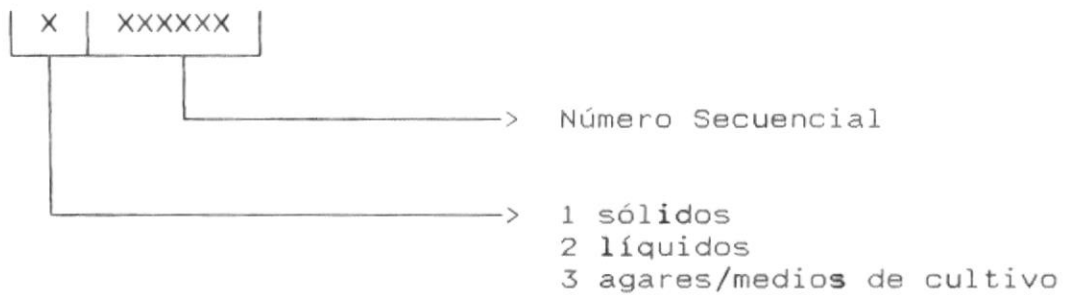 X XXXXXX
Número Secuencial
1 sólidos
2 líquidos
3 agares/medios de cultivo